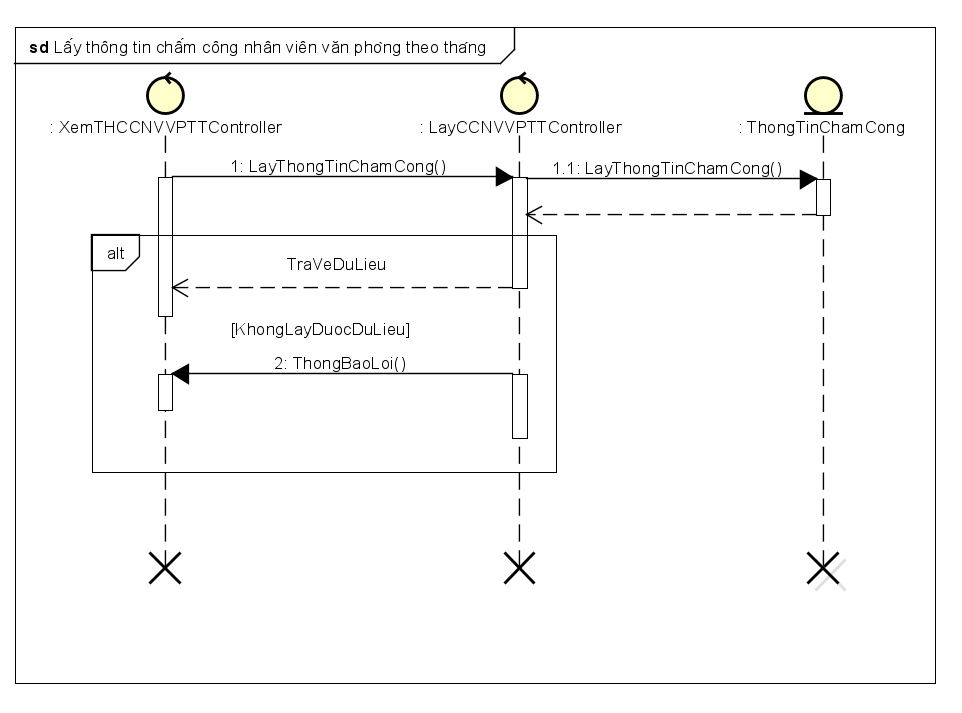 sd Lấy thông tin chấm công nhân viên văn phòng theo tháng
: XemTHCCNVVPTTController
: LayCCNVVPTTController
: ThongTinChamCong
1: LayThongTinChamCong()
1.1: LayThongTinChamCong()
alt
TraVeDuLieu
[KhongLayDuocDuLieu]
2: ThongBaoLoi()